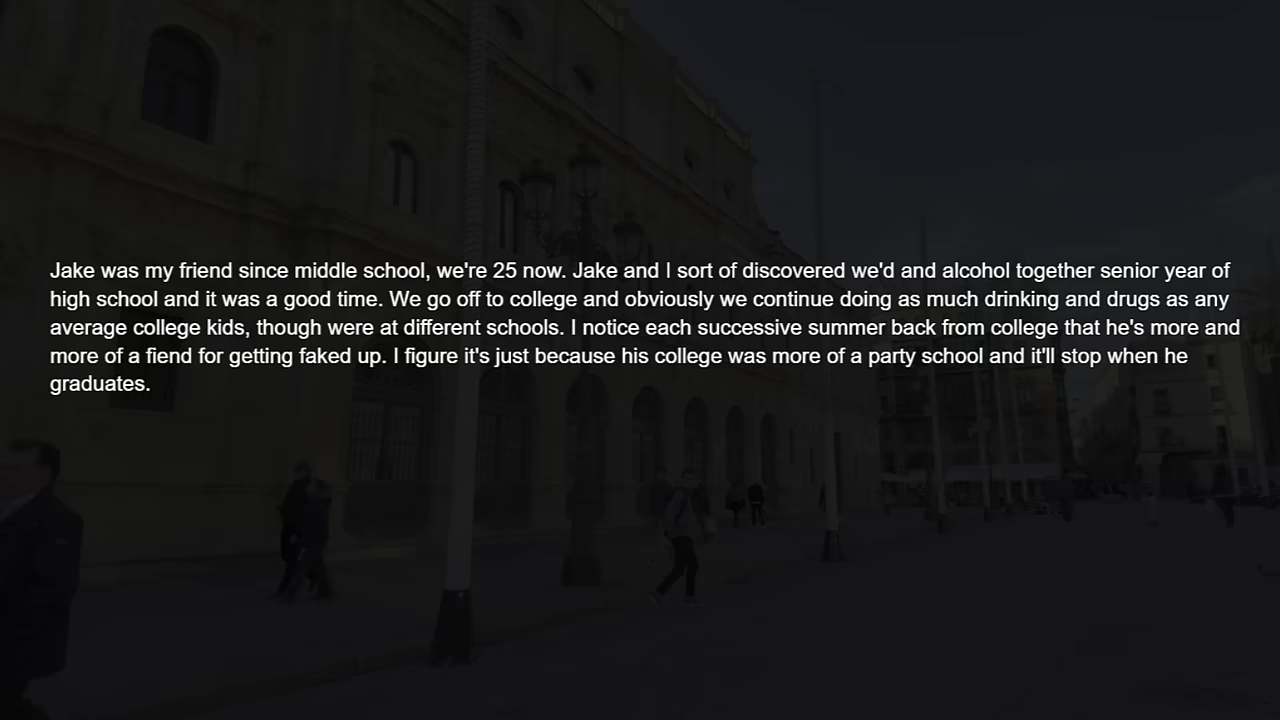 Jake was my friend since middle school, we're 25 now. Jake and I sort of discovered we'd and alcohol together senior year of
high school and it was a good time. We go off to college and obviously we continue doing as much drinking and drugs as any
average college kids, though were at different schools. I notice each successive summer back from college that he's more and
more of a fiend for getting faked up. I figure it's just because his college was more of a party school and it'll stop when he
graduates.